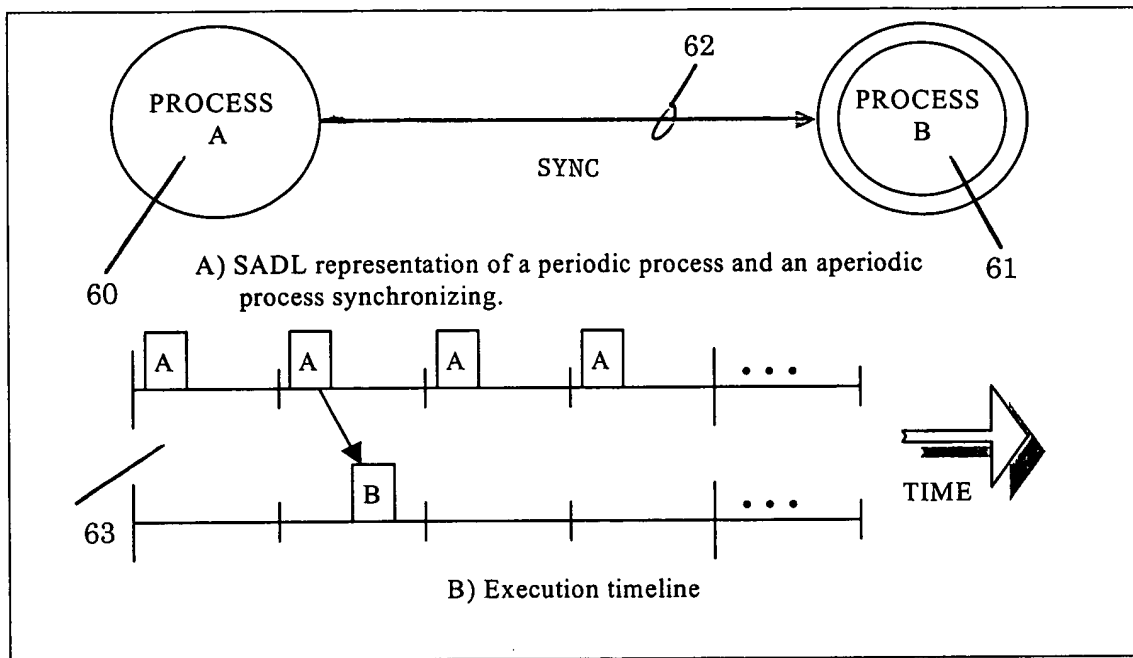 62
PROCESS
A
PROCESS
B
SYNC
A) SADL representation of a periodic process and an aperiodic
process synchronizing.
60
61
A
A
A
A
• • •
B
• • •
TIME
63
B) Execution timeline